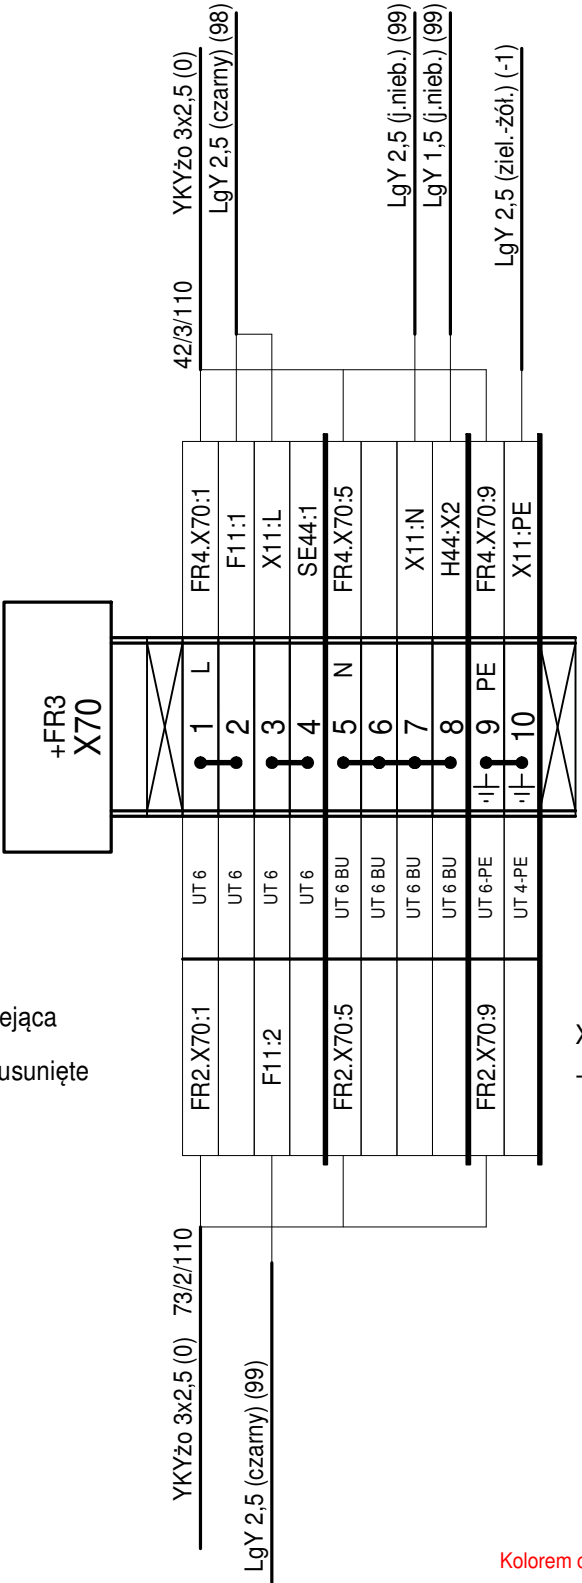 +FR3
X70
YKYżo 3x2,5 (0)
42/3/110
LgY 2,5 (czarny) (98)
LgY 2,5 (j.nieb.) (99)
LgY 1,5 (j.nieb.) (99)
LgY 2,5 (ziel.-żół.) (-1)
FR2.X70:1 UT 6 1 L FR4.X70:1
UT 6 2 F11:1
F11:2 UT 6 3 X11:L
UT 6 4 SE44:1
FR2.X70:5 UT 6 BU 5 N FR4.X70:5
UT 6 BU 6
UT 6 BU 7 X11:N
UT 6 BU 8 H44:X2
FR2.X70:9 UT 6-PE 9 PE FR4.X70:9
UT 4-PE 10 X11:PE
YKYżo 3x2,5 (0)
73/2/110
LgY 2,5 (czarny) (99)
ejąca
usunięte
Kolorem